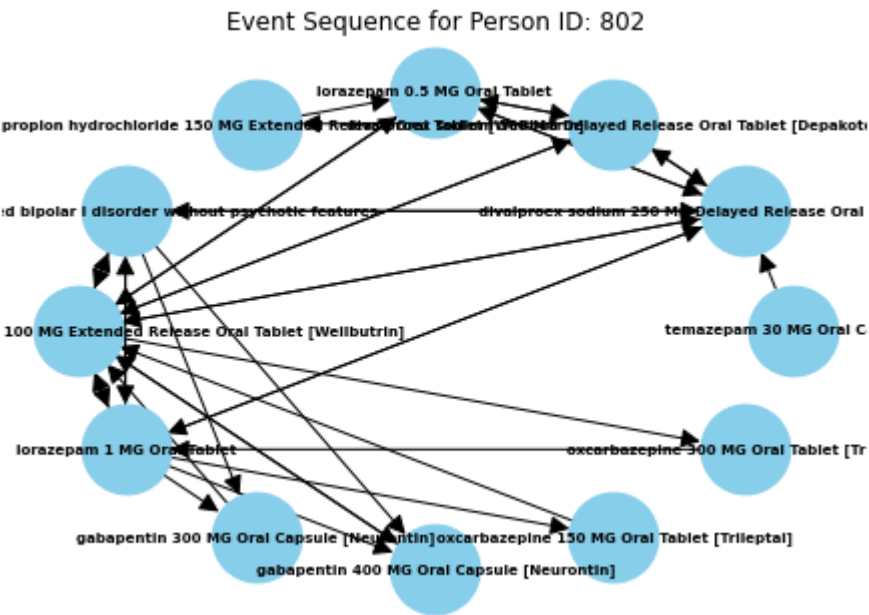 Event Sequence for Person ID: 802
lorazepam 0.5 MG Oral Tablet
propion hydrochloride 150 MG Extended Release Oral Tablet
Delayed Release Oral Tablet [Depakot
ed bipolar I disorder without psychotic features
divalproex sodium 250 MG Delayed Release Oral
100 MG Extended Release Oral Tablet [Wellbutrin]
temazepam 30 MG Oral C
lorazepam 1 MG Oral Tablet
oxcarbazepine 300 MG Oral Tablet [Tr
gabapentin 300 MG Oral Capsule [Neurontin]
oxcarbazepine 150 MG Oral Tablet [Trileptal]
gabapentin 400 MG Oral Capsule [Neurontin]